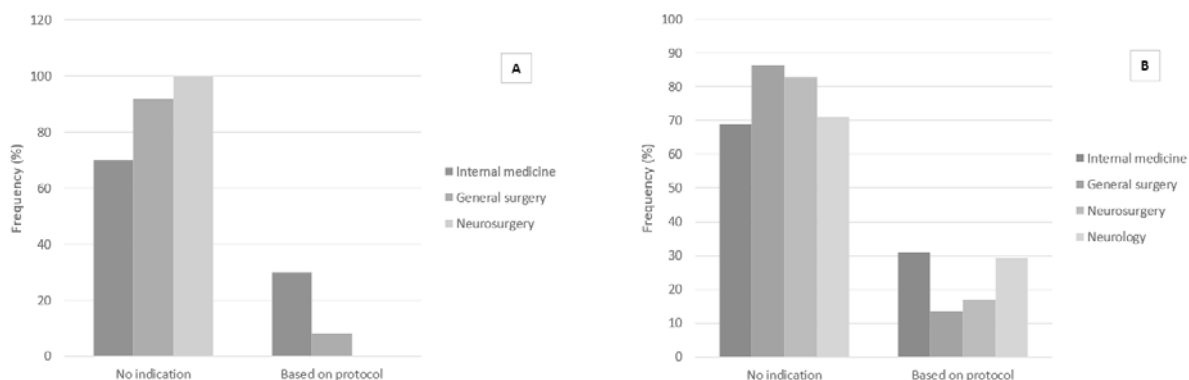 120
100
80
60
40
20
0
Frequency (%)
No indication
Based on protocol
Internal medicine
General surgery
Neurosurgery
A
100
90
80
70
60
50
40
30
20
10
0
Frequency (%)
No indication
Based on protocol
Internal medicine
General surgery
Neurosurgery
Neurology
B